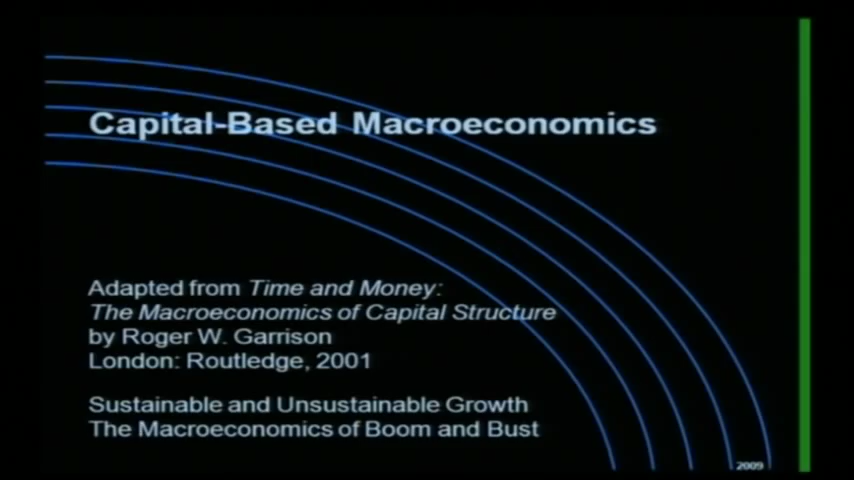 Capital-Based Macroeconomics
Adapted from Time and Money:
The Macroeconomics of Capital Structure
by Roger W. Garrison
London: Routledge, 2001
Sustainable and Unsustainable Growth
The Macroeconomics of Boom and Bust
2009